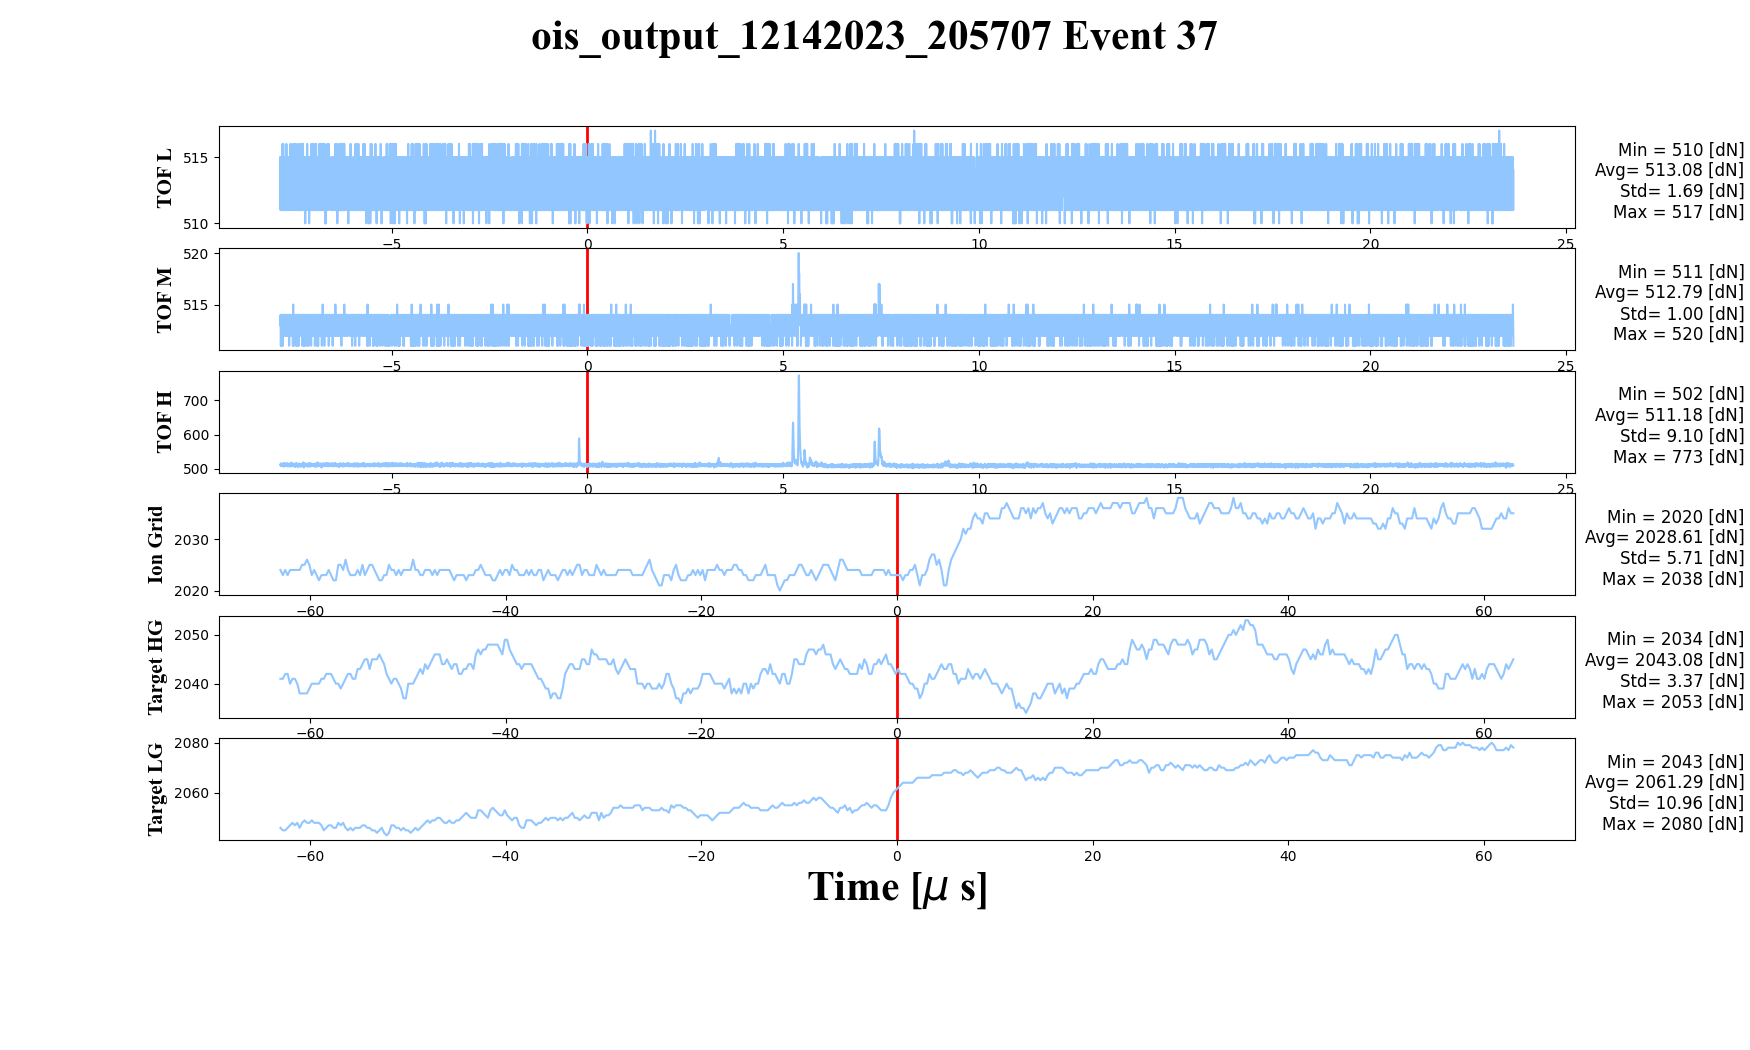 ois_output_12142023_205707 Event 37
TOF L
515
510
−5
0
5
10
15
20
25
Min = 510 [dN]
Avg= 513.08 [dN]
Std= 1.69 [dN]
Max = 517 [dN]
TOF M
520
515
−5
0
5
10
15
20
25
Min = 511 [dN]
Avg= 512.79 [dN]
Std= 1.00 [dN]
Max = 520 [dN]
TOF H
700
600
500
−5
0
5
10
15
20
25
Min = 502 [dN]
Avg= 511.18 [dN]
Std= 9.10 [dN]
Max = 773 [dN]
Ion Grid
2030
2020
−60
−40
−20
0
20
40
60
Min = 2020 [dN]
Avg= 2028.61 [dN]
Std= 5.71 [dN]
Max = 2038 [dN]
Target HG
2050
2040
−60
−40
−20
0
20
40
60
Min = 2034 [dN]
Avg= 2043.08 [dN]
Std= 3.37 [dN]
Max = 2053 [dN]
Target LG
2080
2060
−60
−40
−20
0
20
40
60
Min = 2043 [dN]
Avg= 2061.29 [dN]
Std= 10.96 [dN]
Max = 2080 [dN]
Time [μ s]